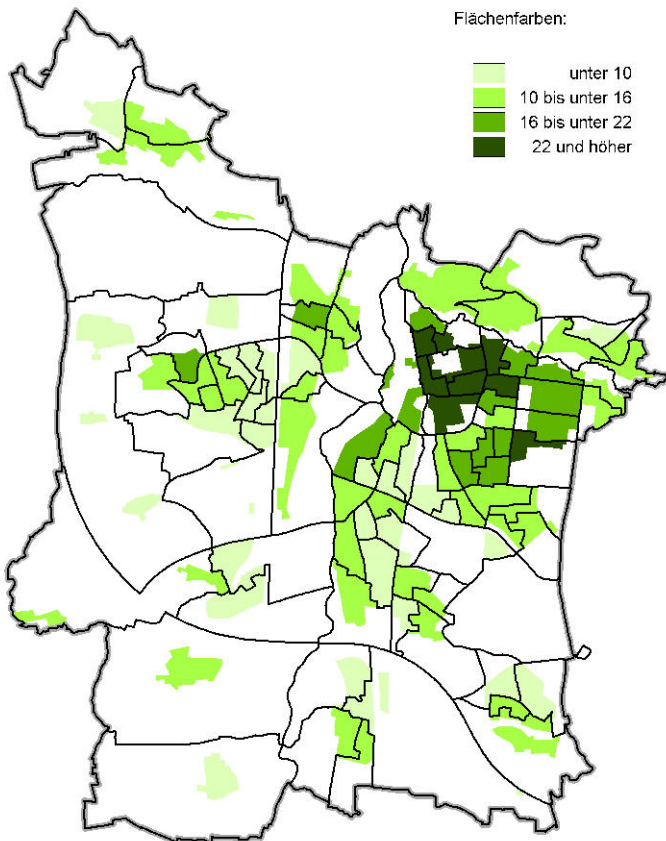 Flächenfarben:
unter 10
10 bis unter 16
16 bis unter 22
22 und höher